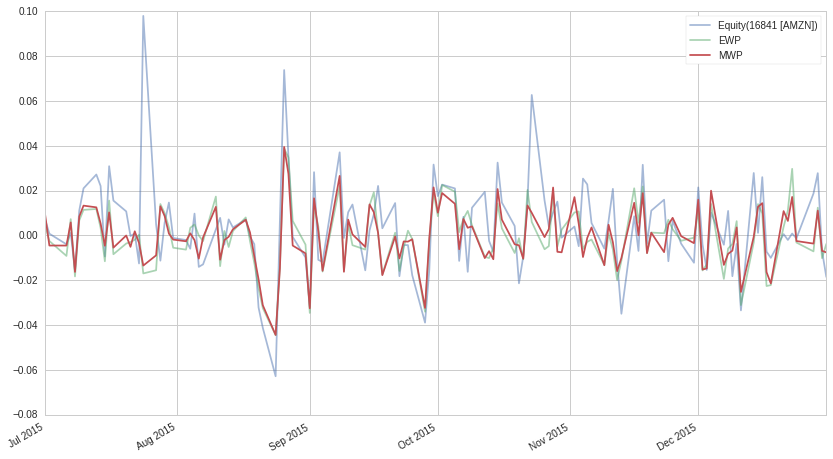 0.10
0.08
0.06
0.04
0.02
0.00
−0.02
−0.04
−0.06
−0.08
Equity(16841 [AMZN])
EWP
MWP
Jul 2015
Aug 2015
Sep 2015
Oct 2015
Nov 2015
Dec 2015